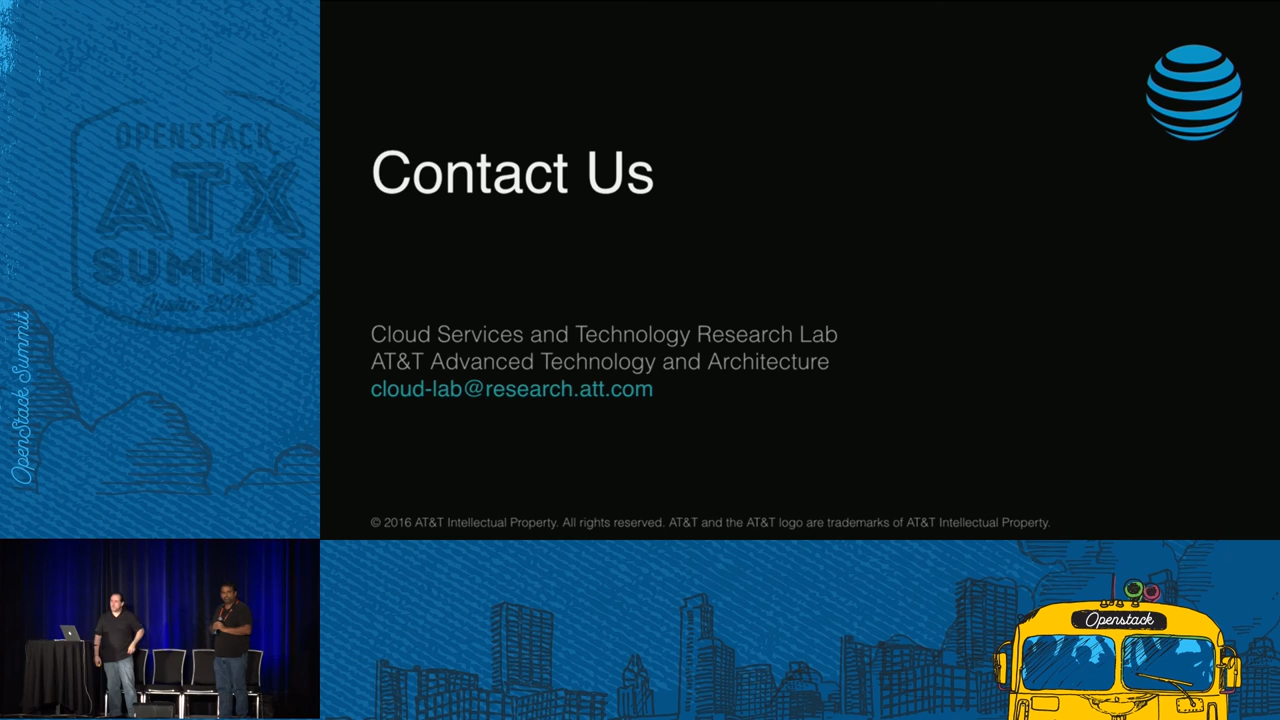 OPENSTACK
ATX
SUMMIT
Austin 2016
OpenStack Summit
Contact Us
Cloud Services and Technology Research Lab
AT&T Advanced Technology and Architecture
cloud-lab@research.att.com
© 2016 AT&T Intellectual Property. All rights reserved. AT&T and the AT&T logo are trademarks of AT&T Intellectual Property.
Openstack